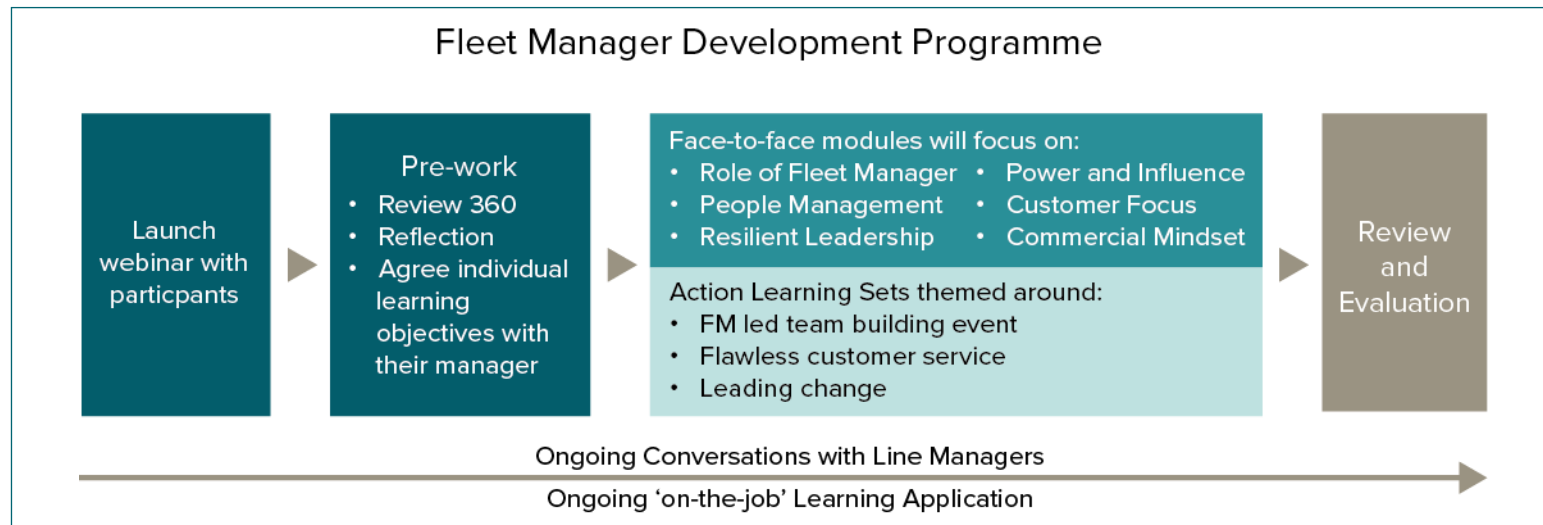 Fleet Manager Development Programme
Launch
webinar with
particpants
Pre-work
• Review 360
• Reflection
• Agree individual
learning
objectives with
their manager
Face-to-face modules will focus on:
• Role of Fleet Manager
• People Management
• Resilient Leadership
• Power and Influence
• Customer Focus
• Commercial Mindset
Action Learning Sets themed around:
• FM led team building event
• Flawless customer service
• Leading change
Review
and
Evaluation
Ongoing Conversations with Line Managers
Ongoing ‘on-the-job’ Learning Application